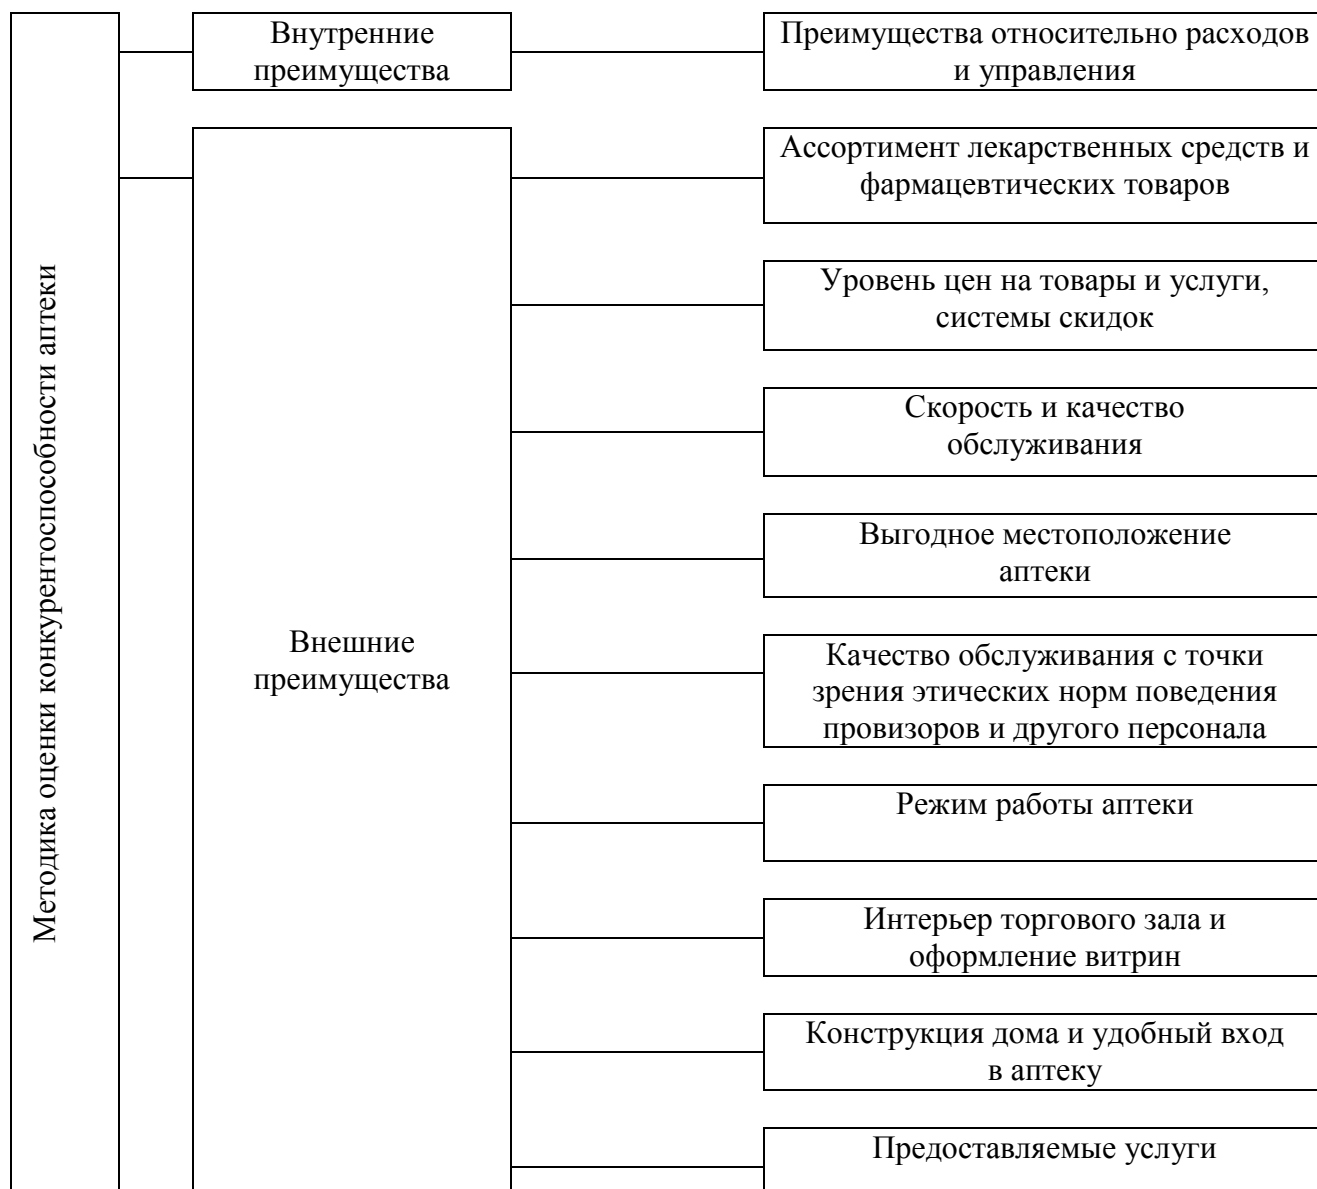 Методика оценки конкурентоспособности аптеки
Внутренние
преимущества
Преимущества относительно расходов
и управления
Внешние
преимущества
Ассортимент лекарственных средств и
фармацевтических товаров
Уровень цен на товары и услуги,
системы скидок
Скорость и качество
обслуживания
Выгодное местоположение
аптеки
Качество обслуживания с точки
зрения этических норм поведения
провизоров и другого персонала
Режим работы аптеки
Интерьер торгового зала и
оформление витрин
Конструкция дома и удобный вход
в аптеку
Предоставляемые услуги